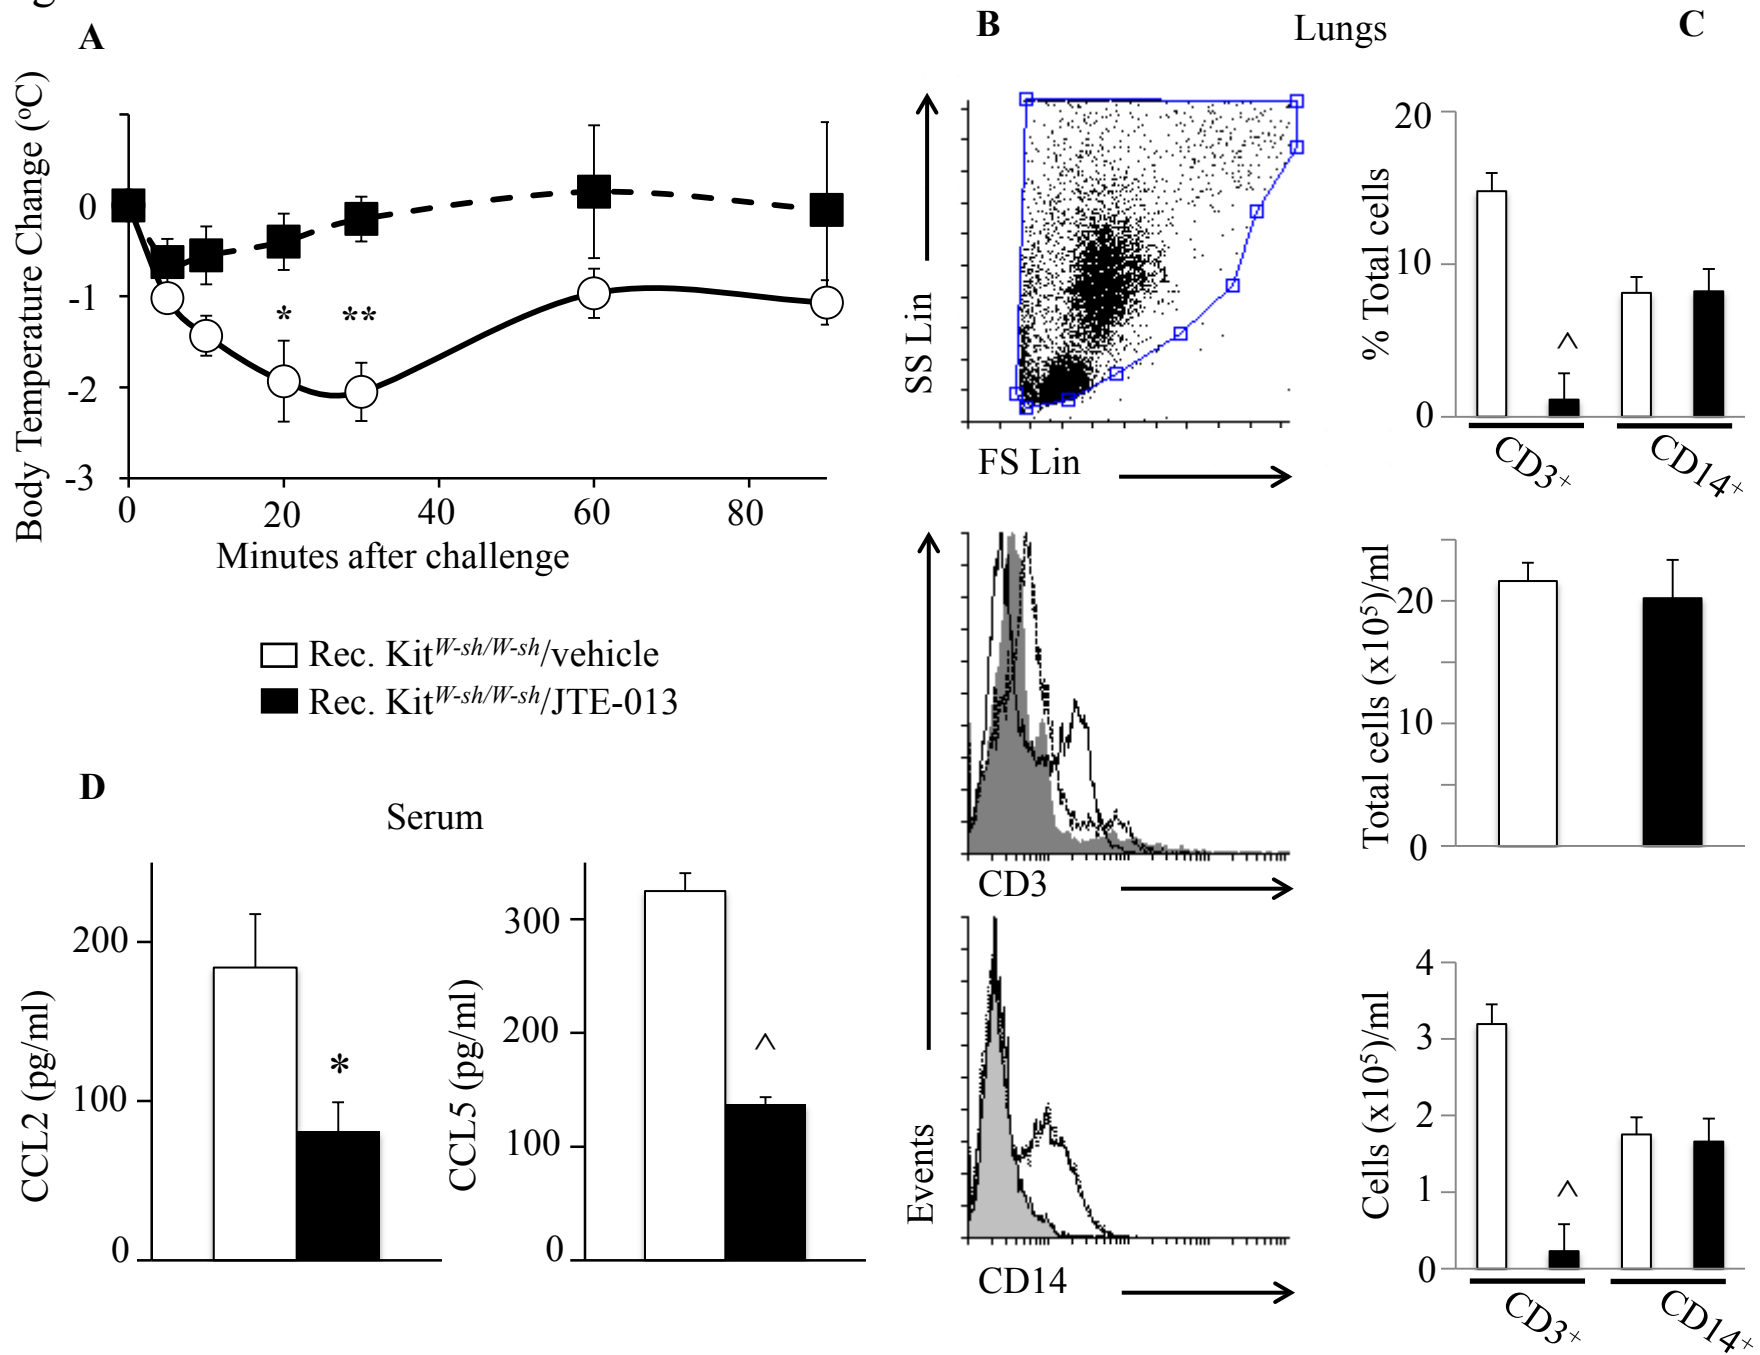 A
Body Temperature Change (ºC)
0
-1
-2
-3
*
**
0
20
40
60
80
Minutes after challenge
Rec. Kit^W-sh/W-sh/vehicle
Rec. Kit^W-sh/W-sh/JTE-013
B
Lungs
SS Lin
FS Lin
CD3
Events
CD14
C
% Total cells
20
10
0
^
CD3+
CD14+
Total cells (x10⁵)/ml
20
10
0
Cells (x10⁵)/ml
4
3
2
1
0
^
CD3+
CD14+
D
Serum
CCL2 (pg/ml)
200
100
0
*
CCL5 (pg/ml)
300
200
100
0
^